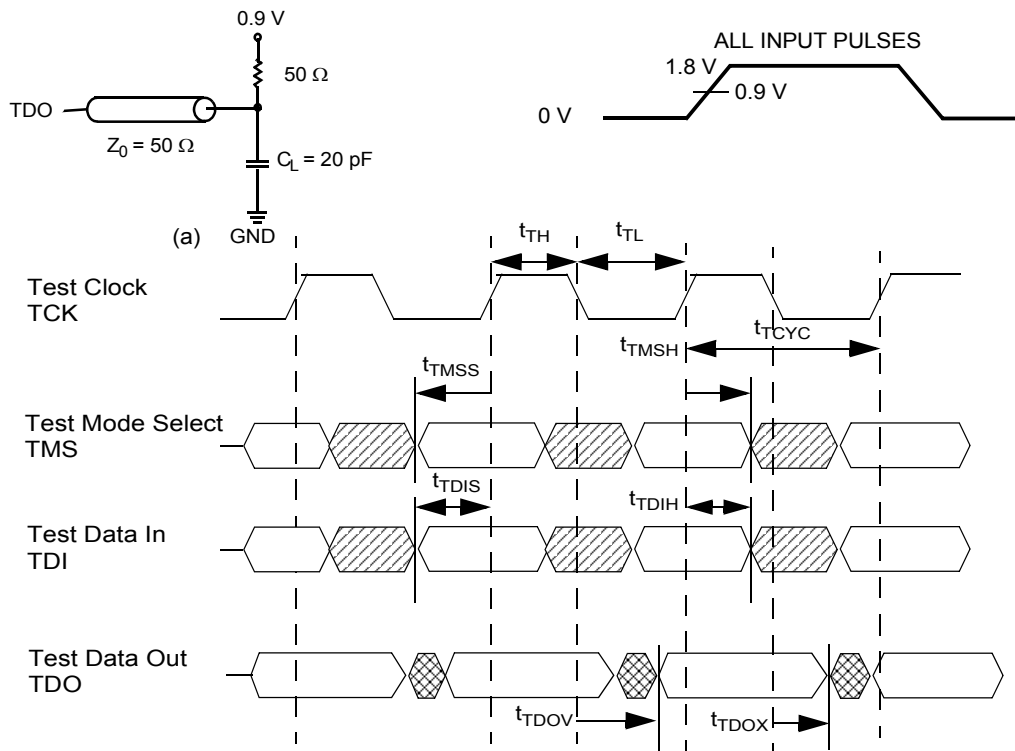 0.9 V
50 Ω
TDO
Z0 = 50 Ω
CL = 20 pF
(a)
GND
ALL INPUT PULSES
1.8 V
0.9 V
0 V
tTH
tTL
Test Clock
TCK
tTMSH
tTCYC
tTMSS
Test Mode Select
TMS
tTDIS
tTDIH
Test Data In
TDI
Test Data Out
TDO
tTDOV
tTDOX